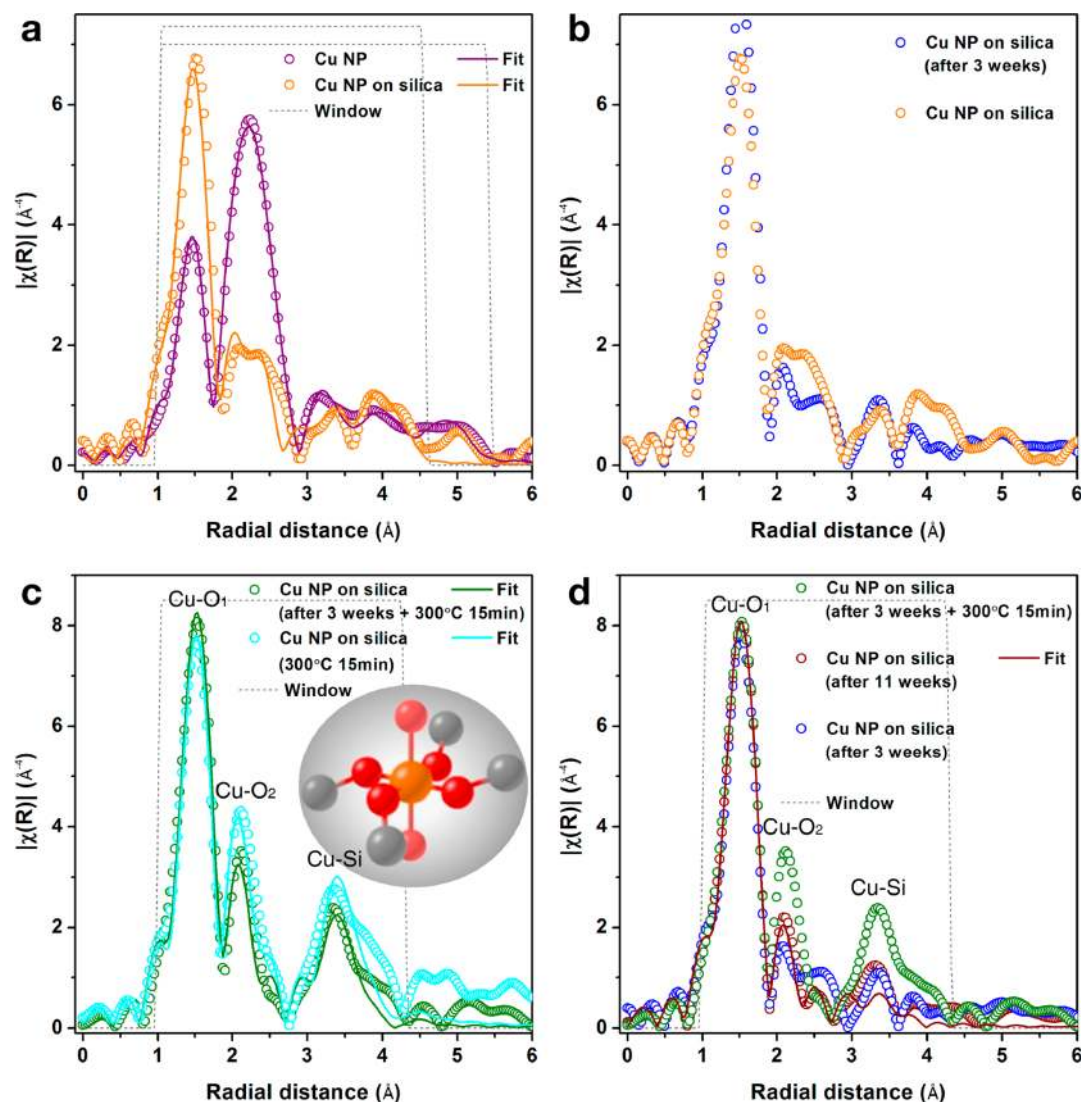 a
Cu NP Fit
Cu NP on silica Fit
Window
|χ(R)| (Å⁻⁴)
6
4
2
0
0 1 2 3 4 5 6
Radial distance (Å)
b
Cu NP on silica
(after 3 weeks)
Cu NP on silica
|χ(R)| (Å⁻⁴)
6
4
2
0
0 1 2 3 4 5 6
Radial distance (Å)
c
Cu NP on silica Fit
(after 3 weeks + 300°C 15min)
Cu NP on silica Fit
(300°C 15min)
Window
Cu-O₁
Cu-O₂
Cu-Si
|χ(R)| (Å⁻⁴)
8
6
4
2
0
0 1 2 3 4 5 6
Radial distance (Å)
d
Cu NP on silica
(after 3 weeks + 300°C 15min)
Cu NP on silica Fit
(after 11 weeks)
Cu NP on silica
(after 3 weeks)
Window
Cu-O₁
Cu-O₂
Cu-Si
|χ(R)| (Å⁻⁴)
8
6
4
2
0
0 1 2 3 4 5 6
Radial distance (Å)